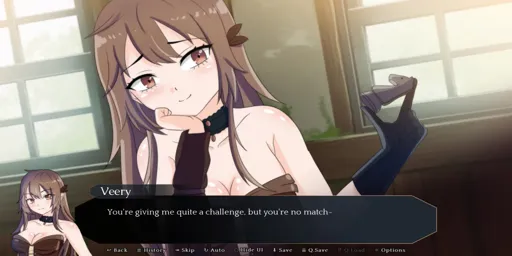 Veery
You're giving me quite a challenge, but you're no match~
Back History Skip Auto Hide UI Save Q.Save Q.Load Options